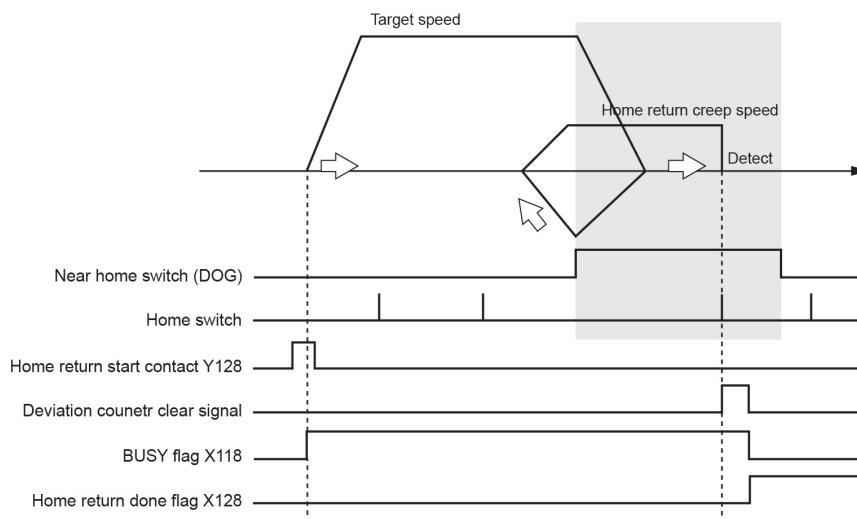 Target speed
Home return creep speed
Detect
Near home switch (DOG)
Home switch
Home return start contact Y128
Deviation counetr clear signal
BUSY flag X118
Home return done flag X128